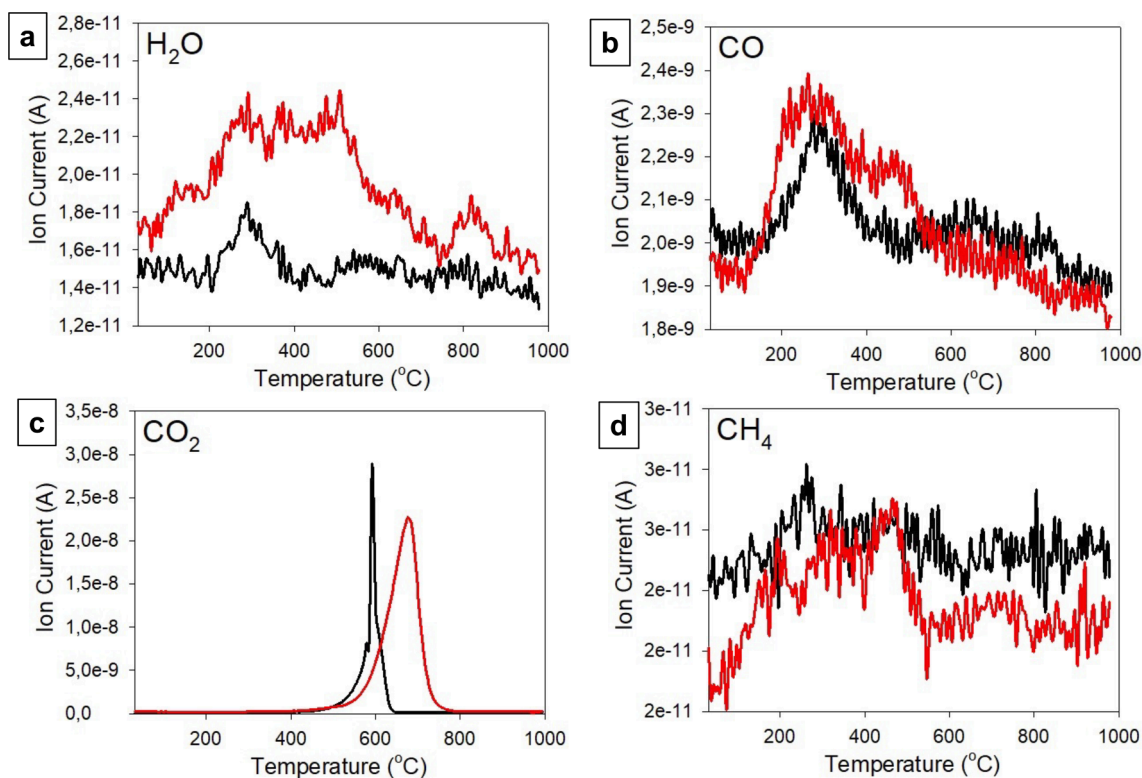 a
H2O
2,8e-11
2,6e-11
2,4e-11
2,2e-11
2,0e-11
1,8e-11
1,6e-11
1,4e-11
1,2e-11
Ion Current (A)
200 400 600 800 1000
Temperature (oC)
b
CO
2,5e-9
2,4e-9
2,3e-9
2,2e-9
2,1e-9
2,0e-9
1,9e-9
1,8e-9
Ion Current (A)
200 400 600 800 1000
Temperature (oC)
c
CO2
3,5e-8
3,0e-8
2,5e-8
2,0e-8
1,5e-8
1,0e-8
5,0e-9
0,0
Ion Current (A)
200 400 600 800 1000
Temperature (oC)
d
CH4
3e-11
3e-11
3e-11
2e-11
2e-11
2e-11
Ion Current (A)
200 400 600 800 1000
Temperature (oC)